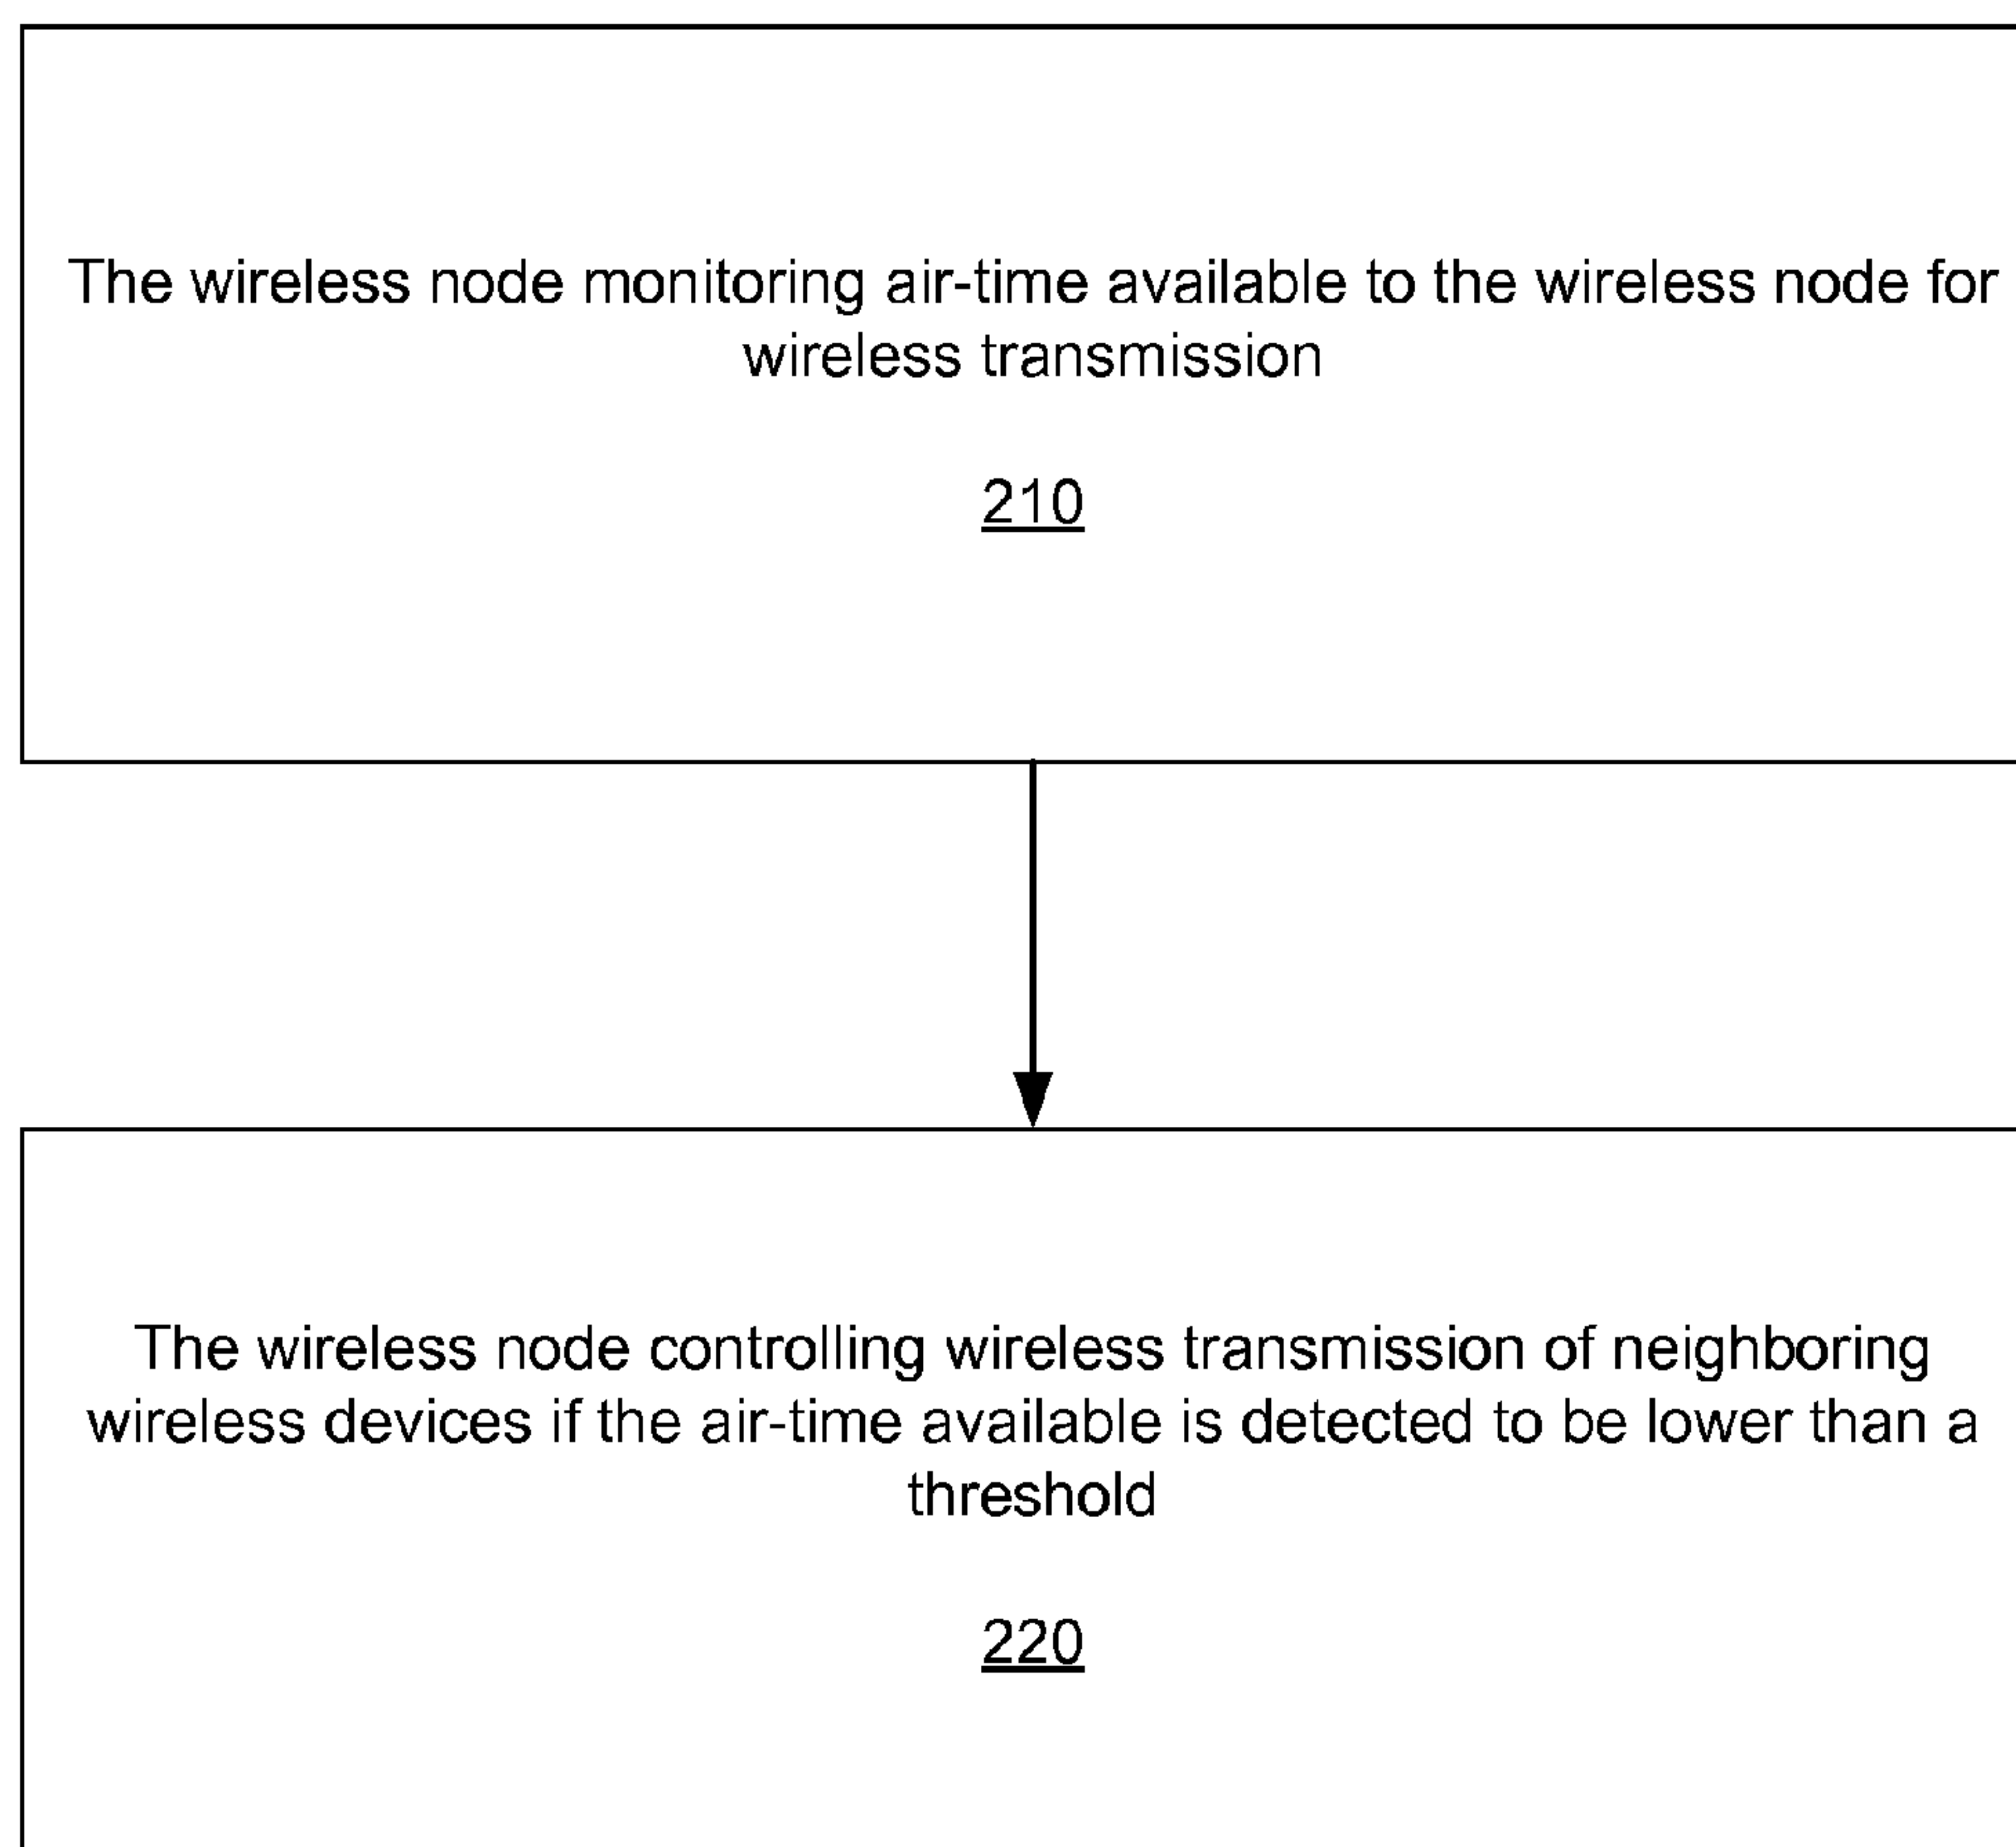 The wireless node monitoring air-time available to the wireless node for
wireless transmission
210
The wireless node controlling wireless transmission of neighboring
wireless devices if the air-time available is detected to be lower than a
threshold
220